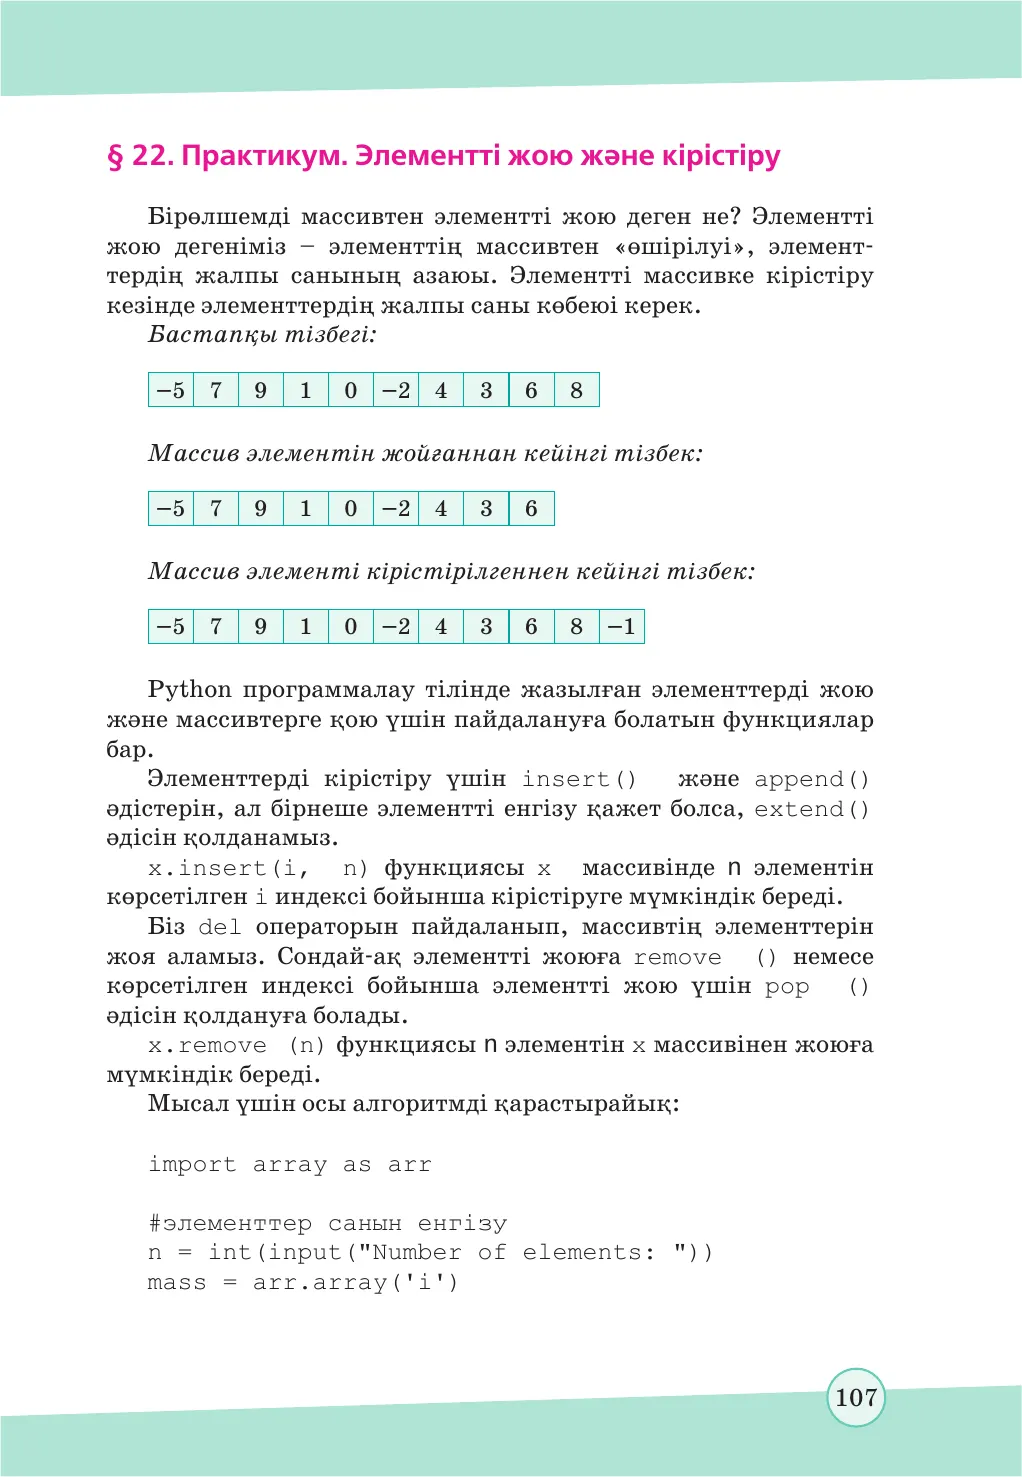 § 22. Практикум. Элементті жою және кірістіру
Бірөлшемді массивтен элементті жою деген не? Элементті
жою дегеніміз – элементтің массивтен «өшірілуі», элемент-
тердің жалпы санының азаюы. Элементті массивке кірістіру
кезінде элементтердің жалпы саны көбеюі керек.
Бастапқы тізбегі:
−5 7 9 1 0 −2 4 3 6 8
Массив элементін жойғаннан кейінгі тізбек:
−5 7 9 1 0 −2 4 3 6
Массив элементі кірістірілгеннен кейінгі тізбек:
−5 7 9 1 0 −2 4 3 6 8 −1
Python программалау тілінде жазылған элементтерді жою
және массивтерге қою үшін пайдалануға болатын функциялар
бар.
Элементтерді кірістіру үшін insert() және append()
әдістерін, ал бірнеше элементті енгізу қажет болса, extend()
әдісін қолданамыз.
x.insert(i, n) функциясы x массивінде n элементін
көрсетілген i индексі бойынша кірістіруге мүмкіндік береді.
Біз del операторын пайдаланып, массивтің элементтерін
жоя аламыз. Сондай-ақ элементті жоюға remove () немесе
көрсетілген индексі бойынша элементті жою үшін pop ()
әдісін қолдануға болады.
x.remove (n) функциясы n элементін x массивінен жоюға
мүмкіндік береді.
Мысал үшін осы алгоритмді қарастырайық:
import array as arr
#элементтер санын енгізу
n = int(input("Number of elements: "))
mass = arr.array('i')
107